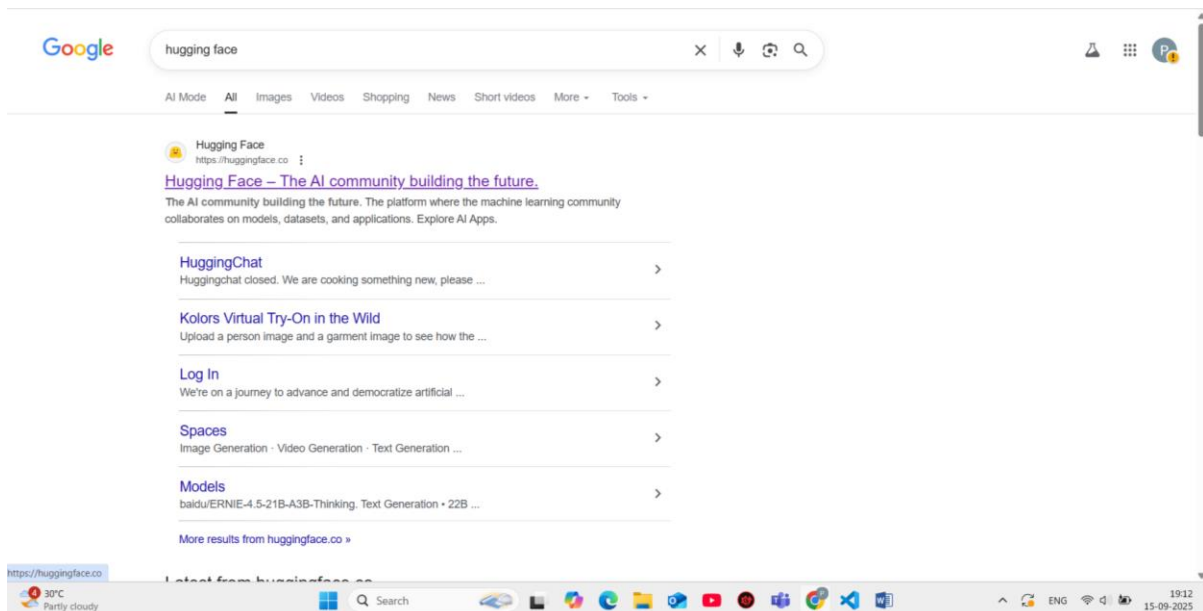 Google
hugging face
P
AI Mode All Images Videos Shopping News Short videos More Tools
Hugging Face
https://huggingface.co
Hugging Face – The AI community building the future.
The AI community building the future. The platform where the machine learning community
collaborates on models, datasets, and applications. Explore AI Apps.
HuggingChat
Huggingchat closed. We are cooking something new, please ...
Kolors Virtual Try-On in the Wild
Upload a person image and a garment image to see how the ...
Log In
We're on a journey to advance and democratize artificial ...
Spaces
Image Generation · Video Generation · Text Generation ...
Models
baidu/ERNIE-4.5-21B-A3B-Thinking. Text Generation • 22B ...
More results from huggingface.co »
https://huggingface.co
Latest from huggingface.co
4
30°C
Partly cloudy
Search
ENG
19:12
15-09-2025